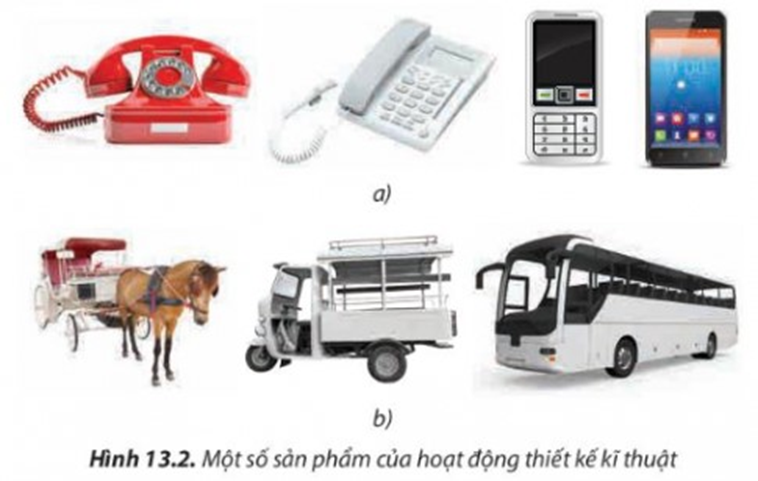 a)
b)
Hình 13.2. Một số sản phẩm của hoạt động thiết kế kĩ thuật